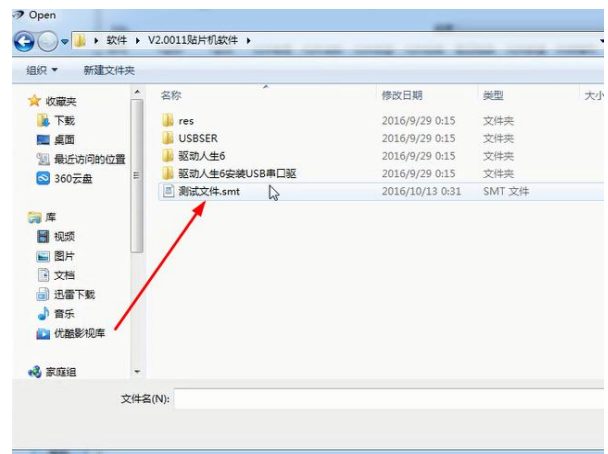 Open
软件 V2.0011贴片机软件
组织 新建文件夹
收藏夹
下载
桌面
最近访问的位置
360云盘
库
视频
图片
文档
迅雷下载
音乐
优酷影视库
家庭组
名称 修改日期 类型 大小
res 2016/9/29 0:15 文件夹
USBSER 2016/9/29 0:15 文件夹
驱动人生6 2016/9/29 0:15 文件夹
驱动人生6安装USB串口驱 2016/9/29 0:15 文件夹
测试文件.smt 2016/10/13 0:31 SMT 文件
文件名(N):